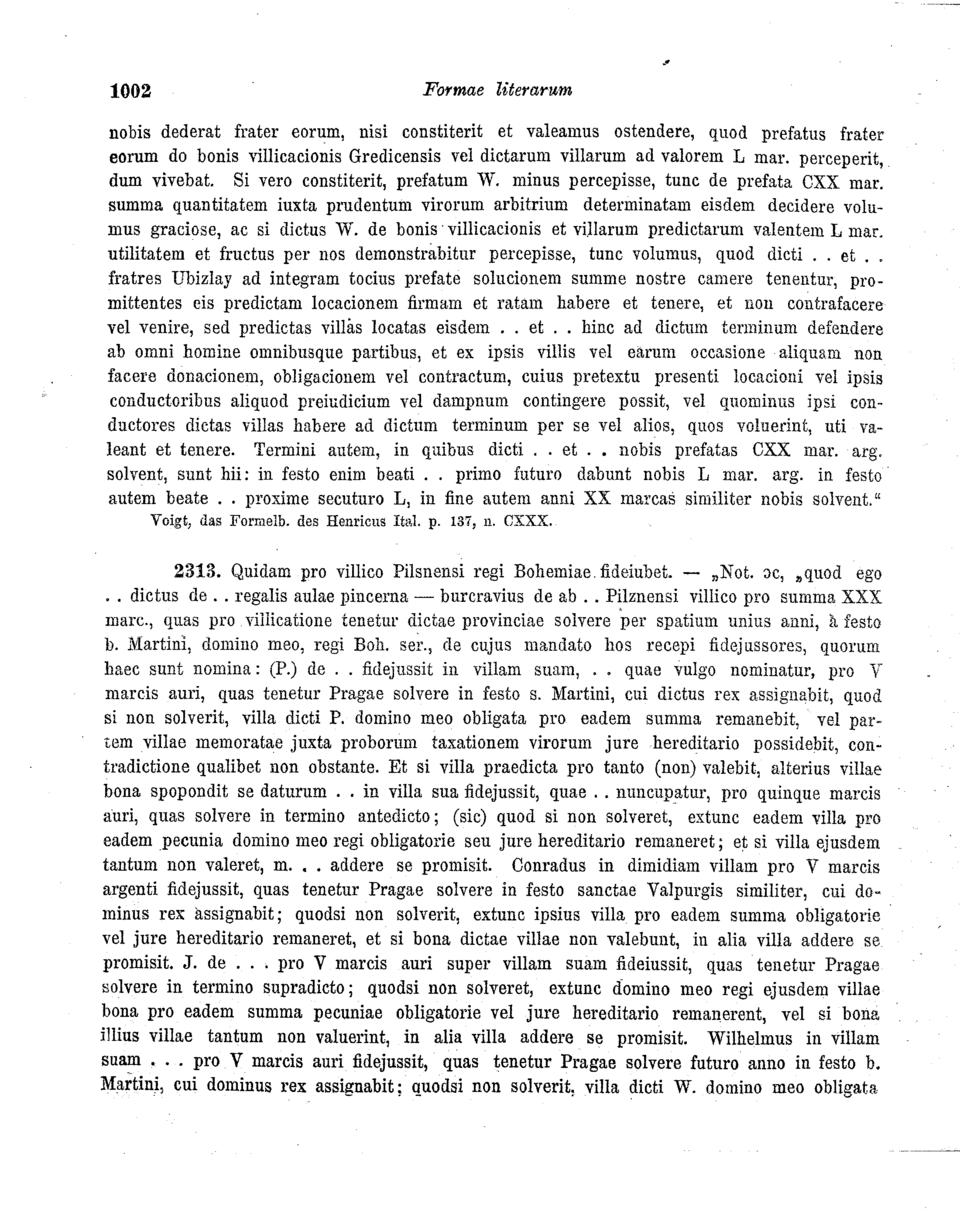 1002 Formae literarum
nobis dederat frater eorum, nisi constiterit et valeamus ostendere, quod prefatus frater
eorum do bonis villicacionis Gredicensis vel dictarum villarum ad valorem L mar. perceperit,
dum vivebat. Si vero constiterit, prefatum W. minus percepisse, tunc de prefata CXX mar.
summa quantitatem iuxta prudentum virorum arbitrium determinatam eisdem decidere volu-
mus graciose, ac si dictus W. de bonis villicacionis et villarum predictarum valentem L mar.
utilitatem et fructus per nos demonstrabitur percepisse, tunc volumus, quod dicti . . et . .
fratres Ubizlay ad integram tocius prefate solucionem summe nostre camere tenentur, pro-
mittentes eis predictam locacionem firmam et ratam habere et tenere, et non contrafacere
vel venire, sed predictas villas locatas eisdem . . et . . hinc ad dictum terminum defendere
ab omni homine omnibusque partibus, et ex ipsis villis vel earum occasione aliquam non
facere donacionem, obligacionem vel contractum, cuius pretextu presenti locacioni vel ipsis
conductoribus aliquod preiudicium vel dampnum contingere possit, vel quominus ipsi con-
ductores dictas villas habere ad dictum terminum per se vel alios, quos voluerint, uti va-
leant et tenere. Termini autem, in quibus dicti . . et . . nobis prefatas CXX mar. arg.
solvent, sunt hii: in festo enim beati . . primo futuro dabunt nobis L mar. arg. in festo
autem beate . . proxime secuturo L, in fine autem anni XX marcas similiter nobis solvent.“
Voigt, das Formelb. des Henricus Ital. p. 137, n. CXXX.
2313. Quidam pro villico Pilsnensi regi Bohemiae fideiubet. — „Not. ɔc, „quod ego
. . dictus de . . regalis aulae pincerna — burcravius de ab . . Pilznensi villico pro summa XXX
marc., quas pro villicatione tenetur dictae provinciae solvere per spatium unius anni, à festo
b. Martini, domino meo, regi Boh. ser., de cujus mandato hos recepi fidejussores, quorum
haec sunt nomina: (P.) de . . fidejussit in villam suam, . . quae vulgo nominatur, pro V
marcis auri, quas tenetur Pragae solvere in festo s. Martini, cui dictus rex assignabit, quod
si non solverit, villa dicti P. domino meo obligata pro eadem summa remanebit, vel par-
tem villae memoratae juxta proborum taxationem virorum jure hereditario possidebit, con-
tradictione qualibet non obstante. Et si villa praedicta pro tanto (non) valebit, alterius villae
bona spopondit se daturum . . in villa sua fidejussit, quae . . nuncupatur, pro quinque marcis
auri, quas solvere in termino antedicto; (sic) quod si non solveret, extunc eadem villa pro
eadem pecunia domino meo regi obligatorie seu jure hereditario remaneret; et si villa ejusdem
tantum non valeret, m. . . addere se promisit. Conradus in dimidiam villam pro V marcis
argenti fidejussit, quas tenetur Pragae solvere in festo sanctae Valpurgis similiter, cui do-
minus rex assignabit; quodsi non solverit, extunc ipsius villa pro eadem summa obligatorie
vel jure hereditario remaneret, et si bona dictae villae non valebunt, in alia villa addere se
promisit. J. de . . . pro V marcis auri super villam suam fideiussit, quas tenetur Pragae
solvere in termino supradicto; quodsi non solveret, extunc domino meo regi ejusdem villae
bona pro eadem summa pecuniae obligatorie vel jure hereditario remanerent, vel si bona
illius villae tantum non valuerint, in alia villa addere se promisit. Wilhelmus in villam
suam . . . pro V marcis auri fidejussit, quas tenetur Pragae solvere futuro anno in festo b.
Martini, cui dominus rex assignabit; quodsi non solverit, villa dicti W. domino meo obligata